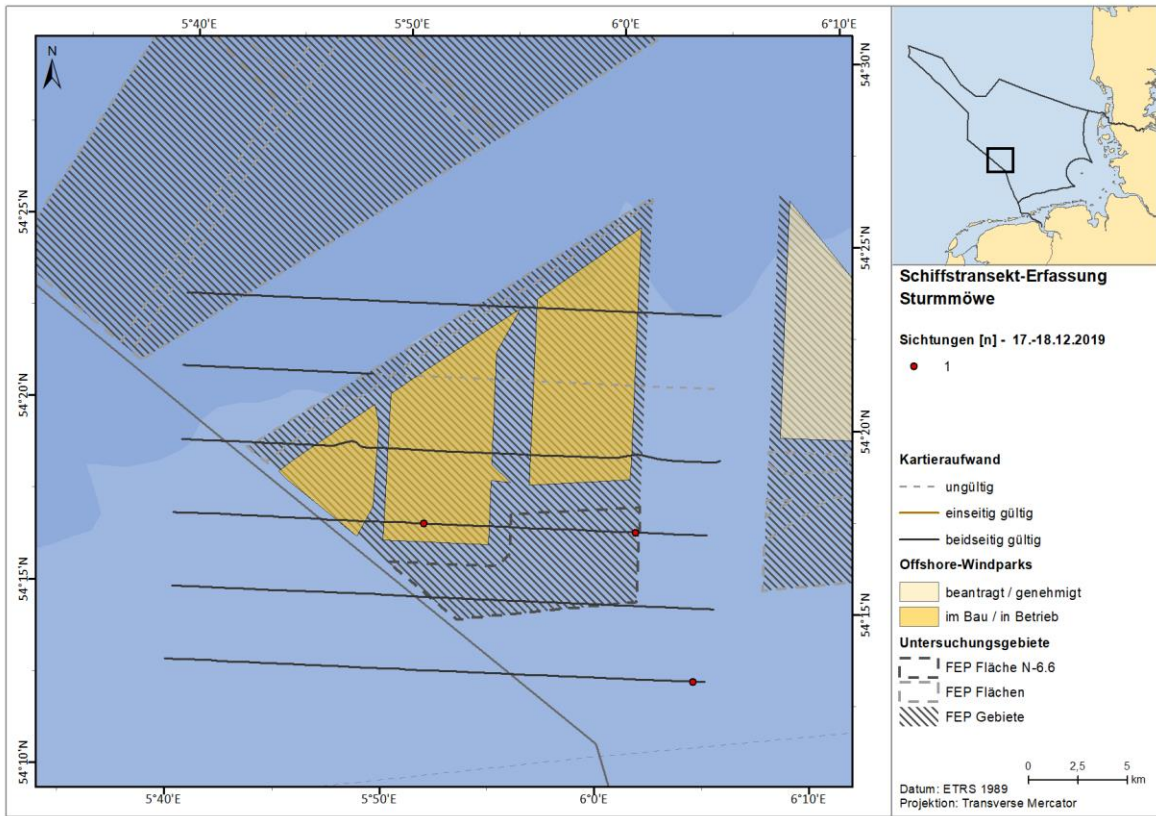 5°40'E
5°50'E
6°0'E
6°10'E
N
54°30'N
54°25'N
54°25'N
54°20'N
54°20'N
54°15'N
54°15'N
54°10'N
5°40'E
5°50'E
6°0'E
6°10'E
Schiffstransekt-Erfassung
Sturmmöwe
Sichtungen [n] - 17.-18.12.2019
1
Kartieraufwand
ungültig
einseitig gültig
beidseitig gültig
Offshore-Windparks
beantragt / genehmigt
im Bau / in Betrieb
Untersuchungsgebiete
FEP Fläche N-6.6
FEP Flächen
FEP Gebiete
0 2,5 5
km
Datum: ETRS 1989
Projektion: Transverse Mercator